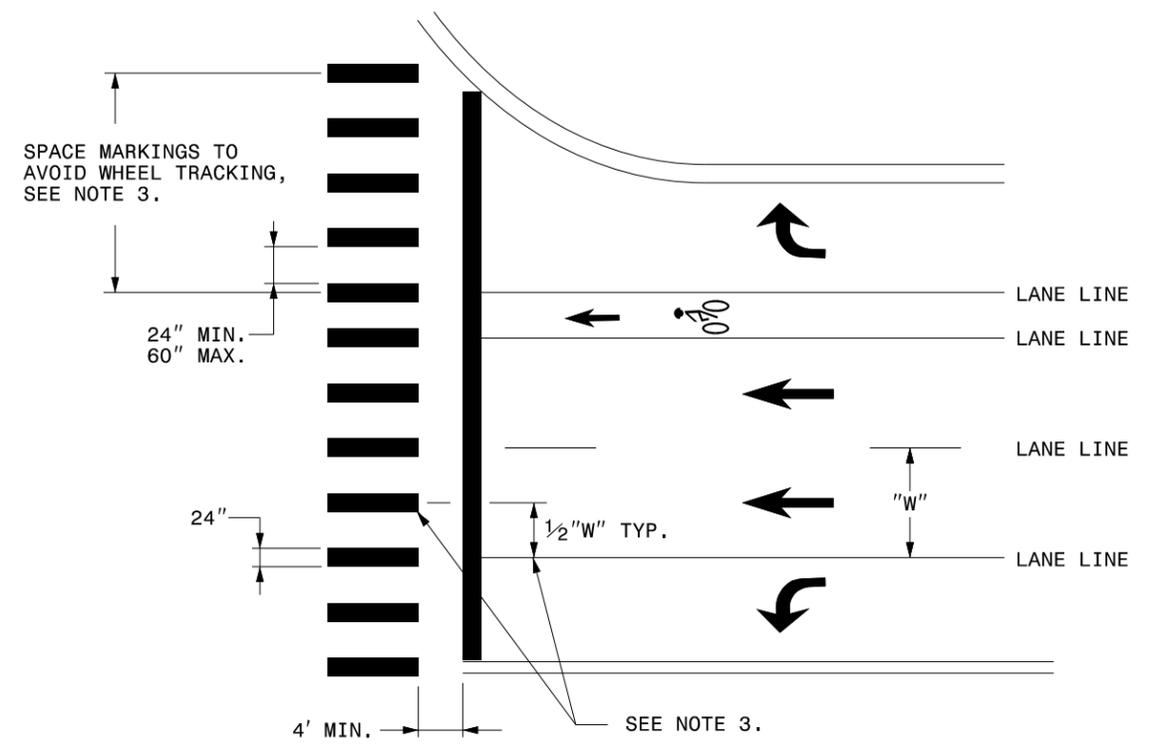 SPACE MARKINGS TO
AVOID WHEEL TRACKING,
SEE NOTE 3.
LANE LINE
24" MIN.
60" MAX.
LANE LINE
LANE LINE
"W"
24"
½"W" TYP.
LANE LINE
4' MIN.
SEE NOTE 3.